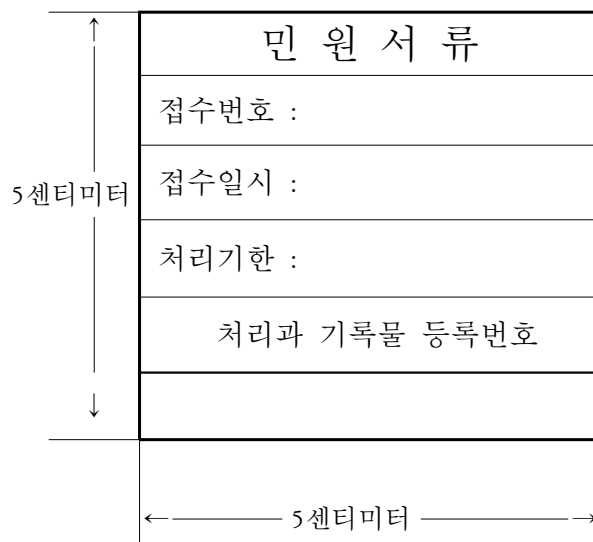 민 원 서 류
접수번호 :
접수일시 :
5센티미터
처리기한 :
처리과 기록물 등록번호
5센티미터